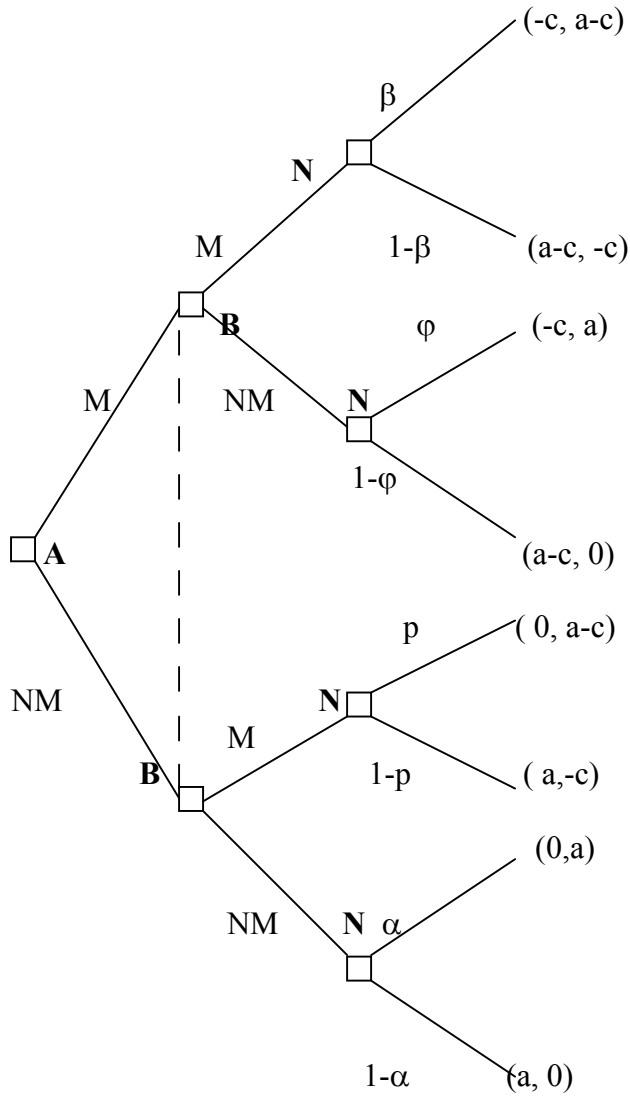 (-c, a-c)
β
N
M
1-β
(a-c, -c)
B
φ
(-c, a)
M
NM
N
1-φ
A
(a-c, 0)
p
( 0, a-c)
NM
N
M
B
1-p
( a,-c)
(0,a)
NM
N
α
1-α
(a, 0)